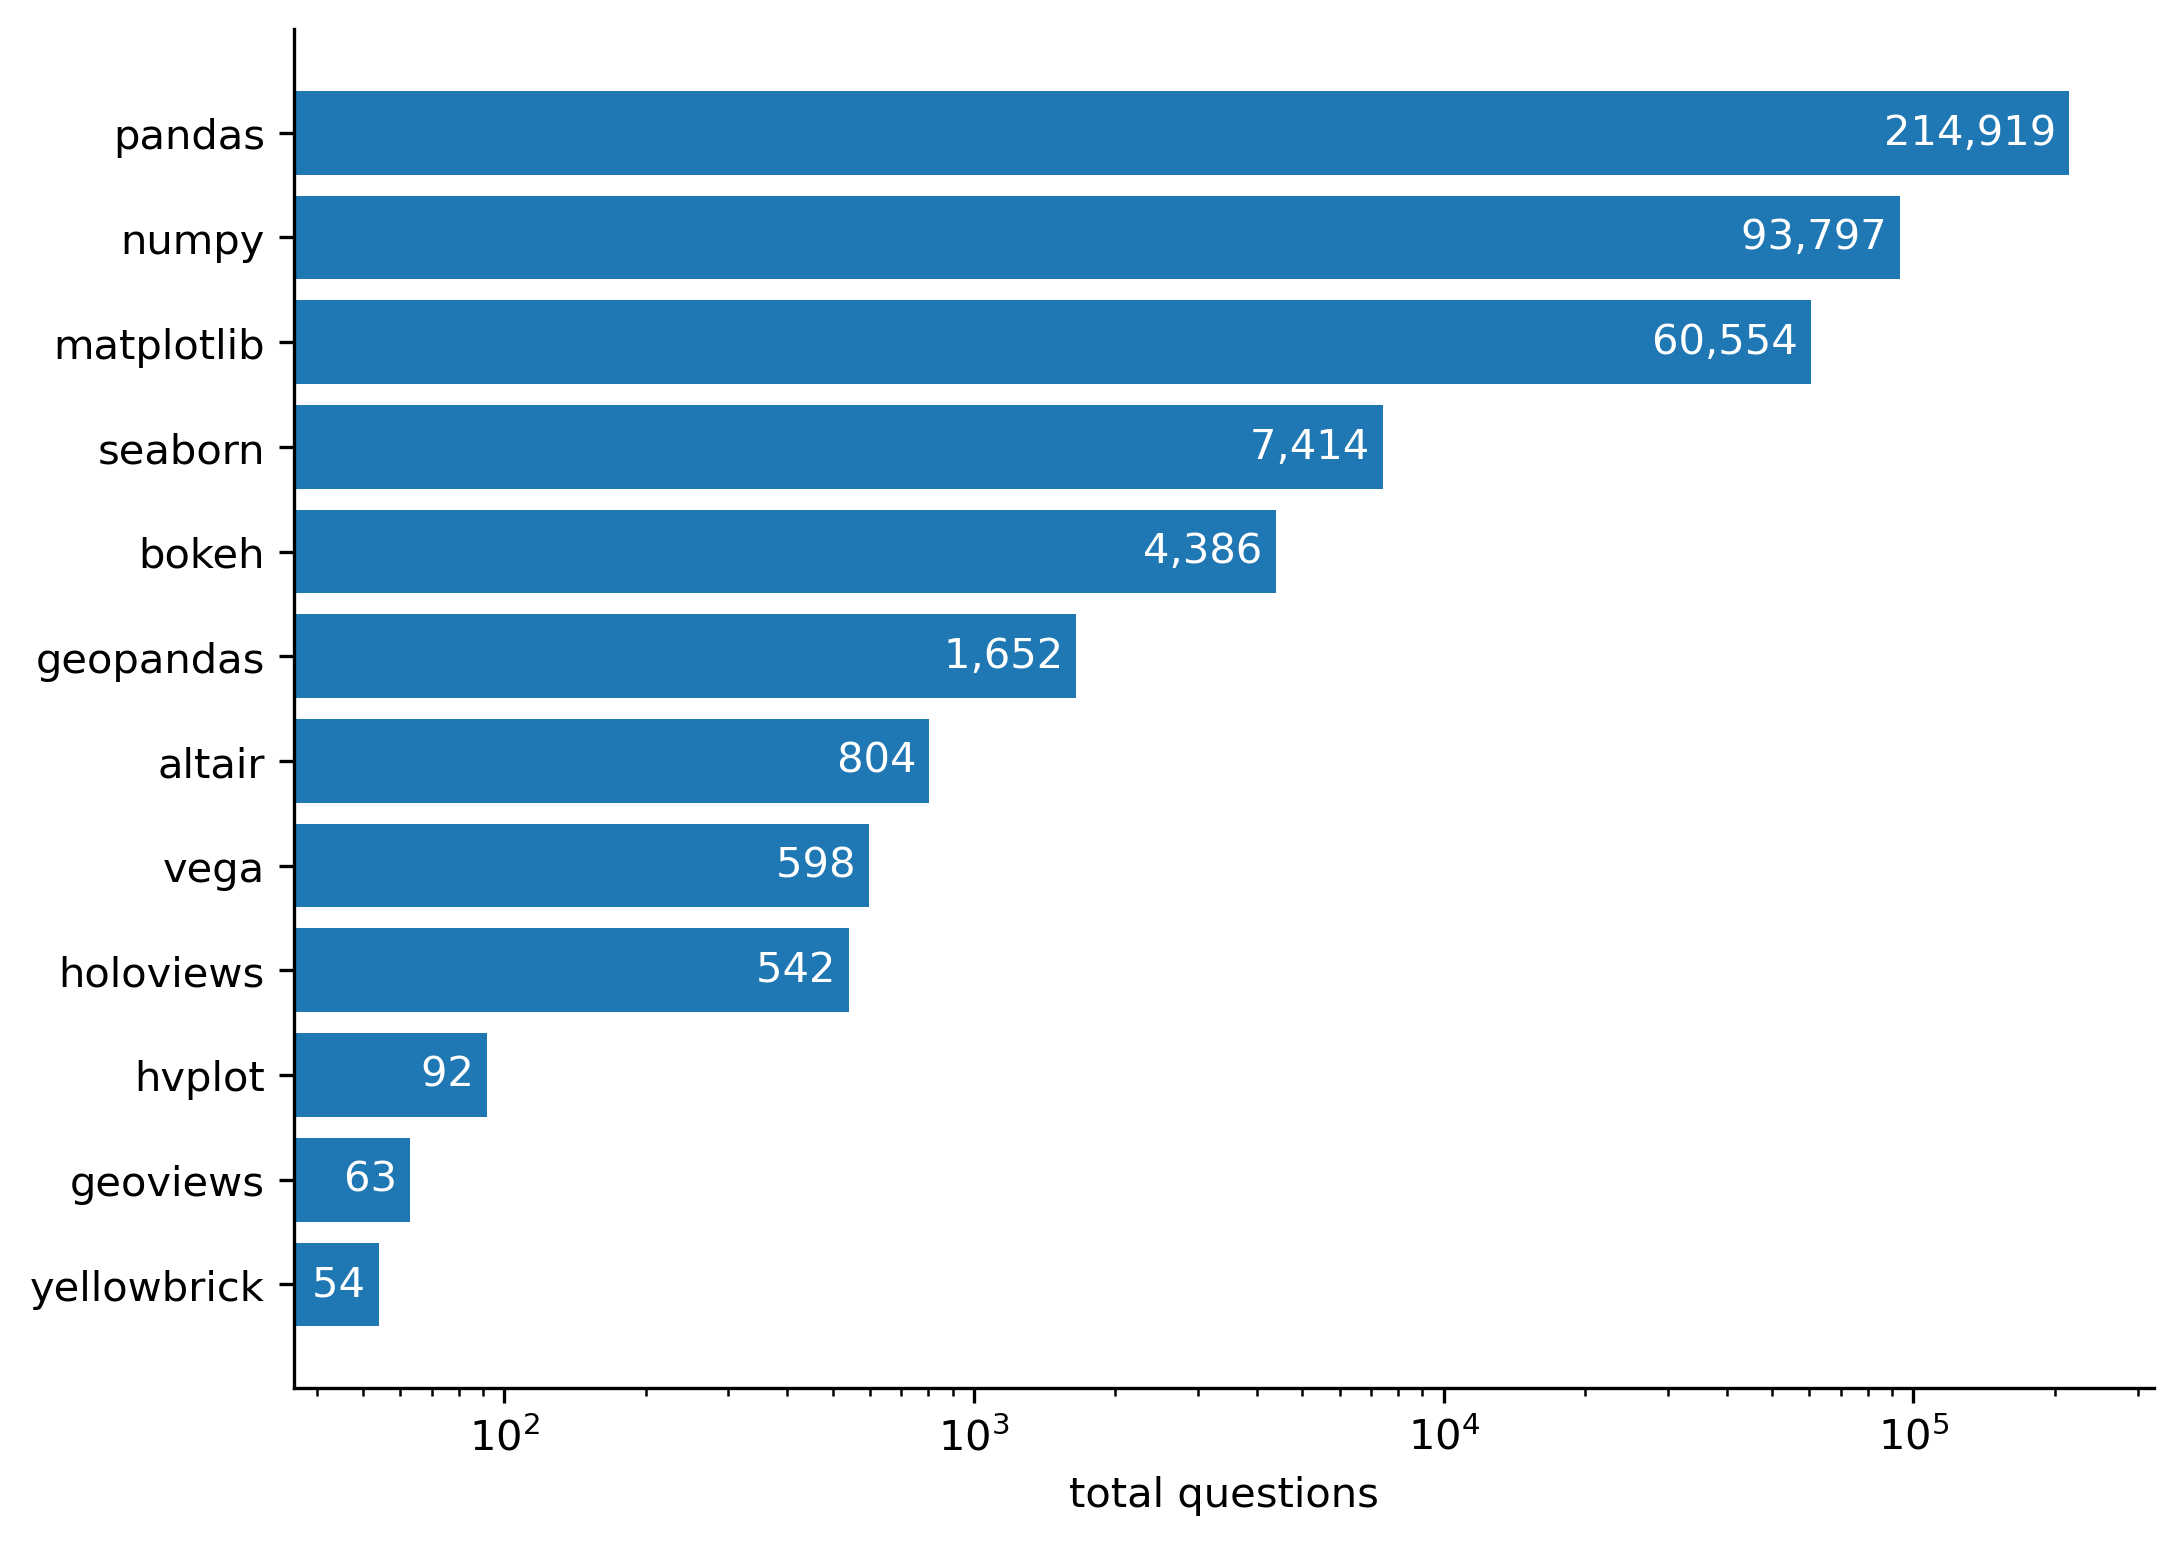 pandas 214,919
numpy 93,797
matplotlib 60,554
seaborn 7,414
bokeh 4,386
geopandas 1,652
altair 804
vega 598
holoviews 542
hvplot 92
geoviews 63
yellowbrick 54
10² 10³ 10⁴ 10⁵
total questions